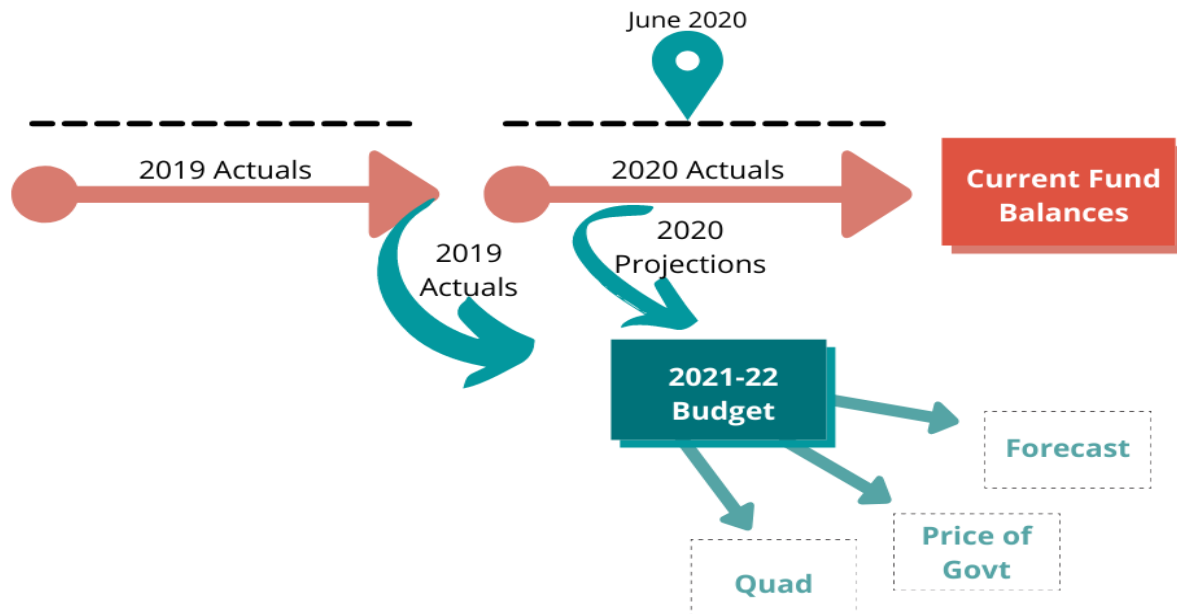 June 2020
2019 Actuals
2020 Actuals
Current Fund
Balances
2019
Actuals
2020
Projections
2021-22
Budget
Forecast
Price of
Govt
Quad